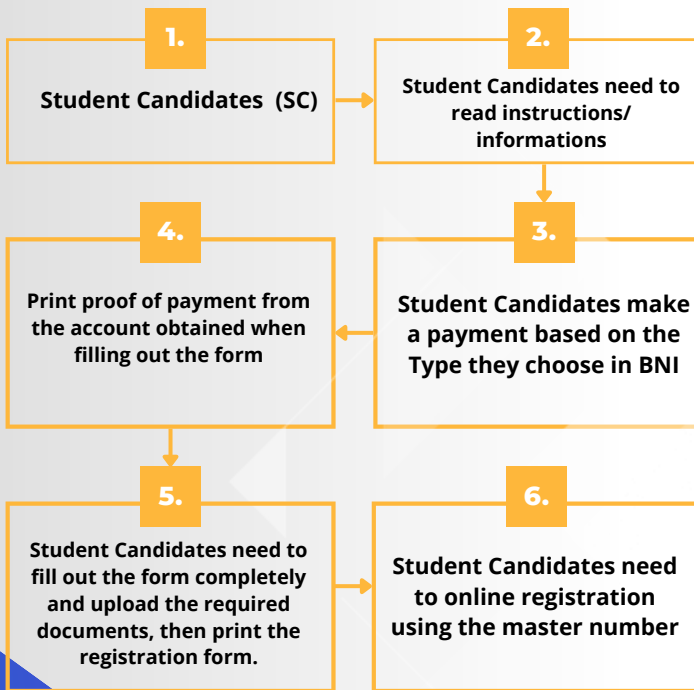 1.
Student Candidates (SC)
2.
Student Candidates need to
read instructions/
informations
3.
Student Candidates make
a payment based on the
Type they choose in BNI
4.
Print proof of payment from
the account obtained when
filling out the form
5.
Student Candidates need to
fill out the form completely
and upload the required
documents, then print the
registration form.
6.
Student Candidates need
to online registration
using the master number